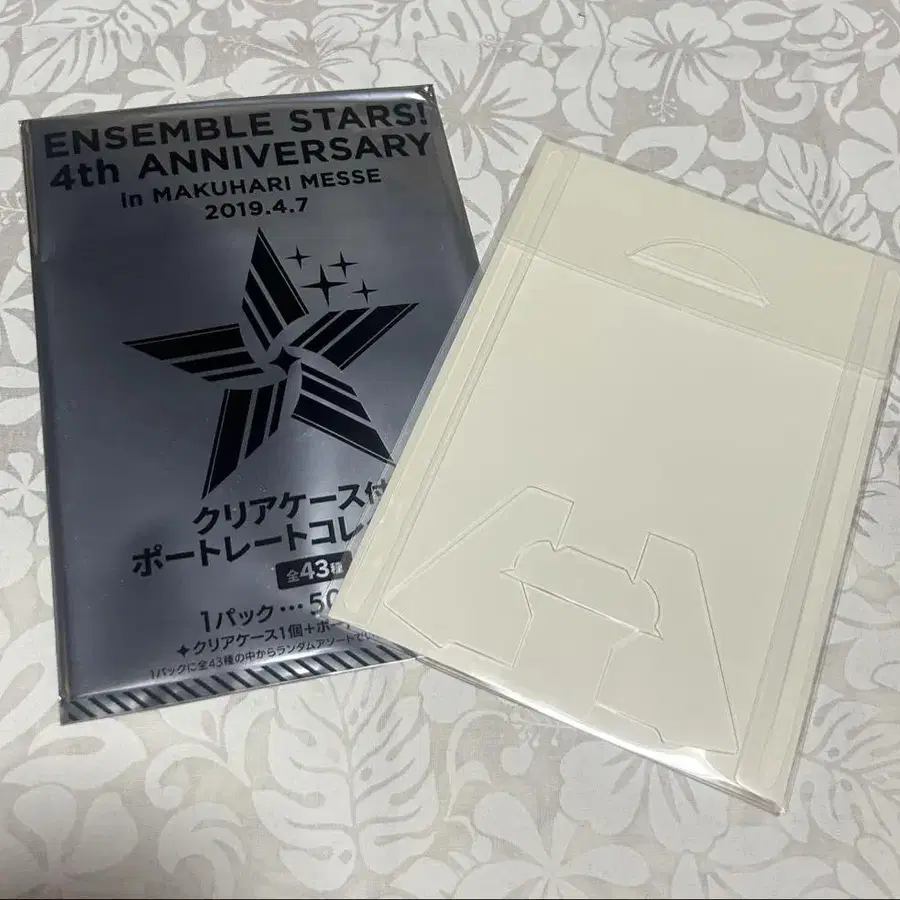 ENSEMBLE STARS!
4th ANNIVERSARY
in MAKUHARI MESSE
2019.4.7
クリアケース付
ポートレートコレ
全43種
1パック…50
✦クリアケース1個+ポー
1パックに全43種の中からランダムアソートでい